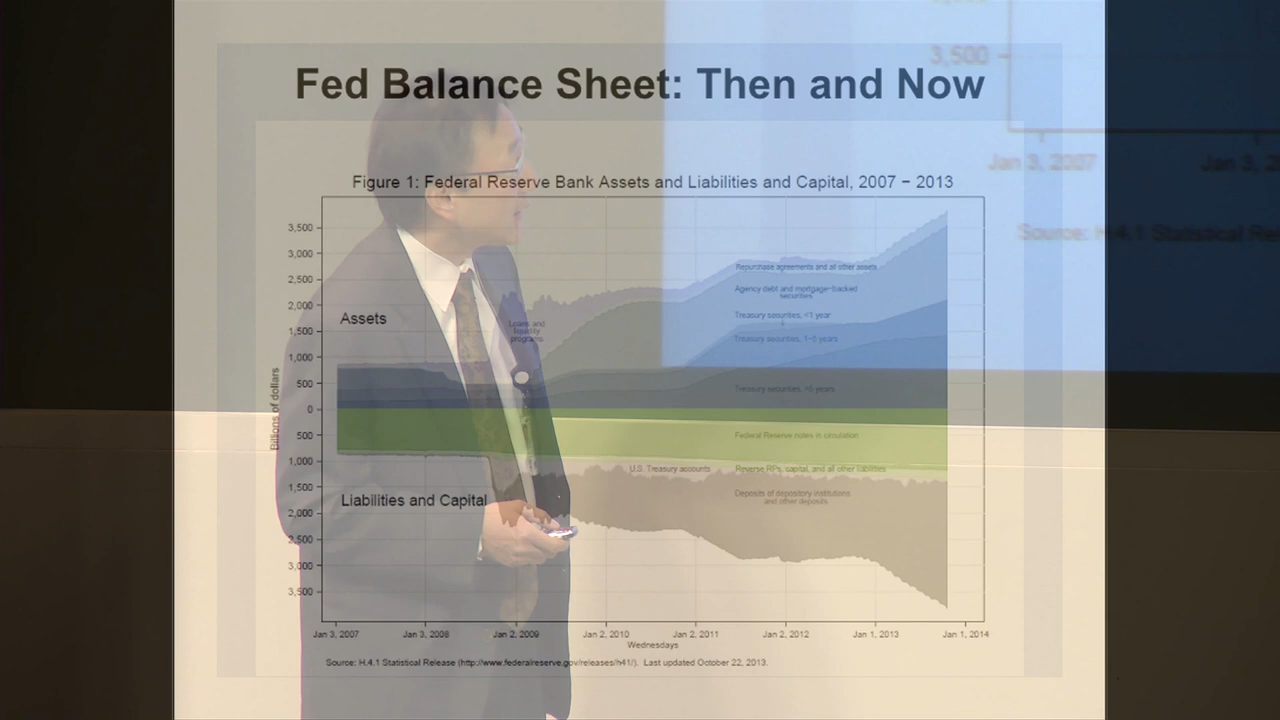 Fed Balance Sheet: Then and Now
3,500
Jan 3, 2007
Jan 3, 2
Source: H.4.1 Statistical Re
Figure 1: Federal Reserve Bank Assets and Liabilities and Capital, 2007 − 2013
3,500
3,000
2,500
2,000
1,500
1,000
500
0
500
1,000
1,500
2,000
2,500
3,000
3,500
Billions of dollars
Assets
Loans and
liquidity
programs
Repurchase agreements and all other assets
Agency debt and mortgage−backed
securities
Treasury securities, <1 year
Treasury securities, 1−5 years
Treasury securities, >5 years
Federal Reserve notes in circulation
U.S. Treasury accounts
Reverse RPs, capital, and all other liabilities
Liabilities and Capital
Deposits of depository institutions
and other deposits
Jan 3, 2007
Jan 3, 2008
Jan 2, 2009
Jan 2, 2010
Jan 2, 2011
Jan 2, 2012
Jan 1, 2013
Jan 1, 2014
Wednesdays
Source: H.4.1 Statistical Release (http://www.federalreserve.gov/releases/h41/). Last updated October 22, 2013.